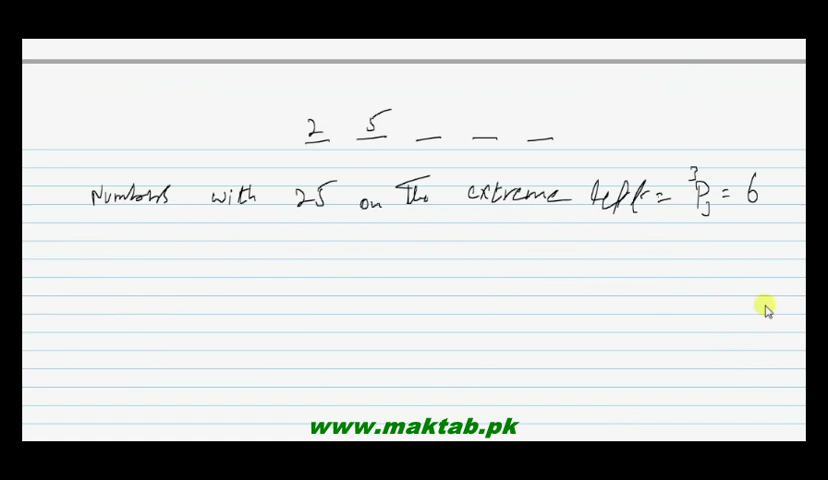 2 5 _ _ _
Numbers with 25 on the extreme left = ³P₃ = 6
www.maktab.pk